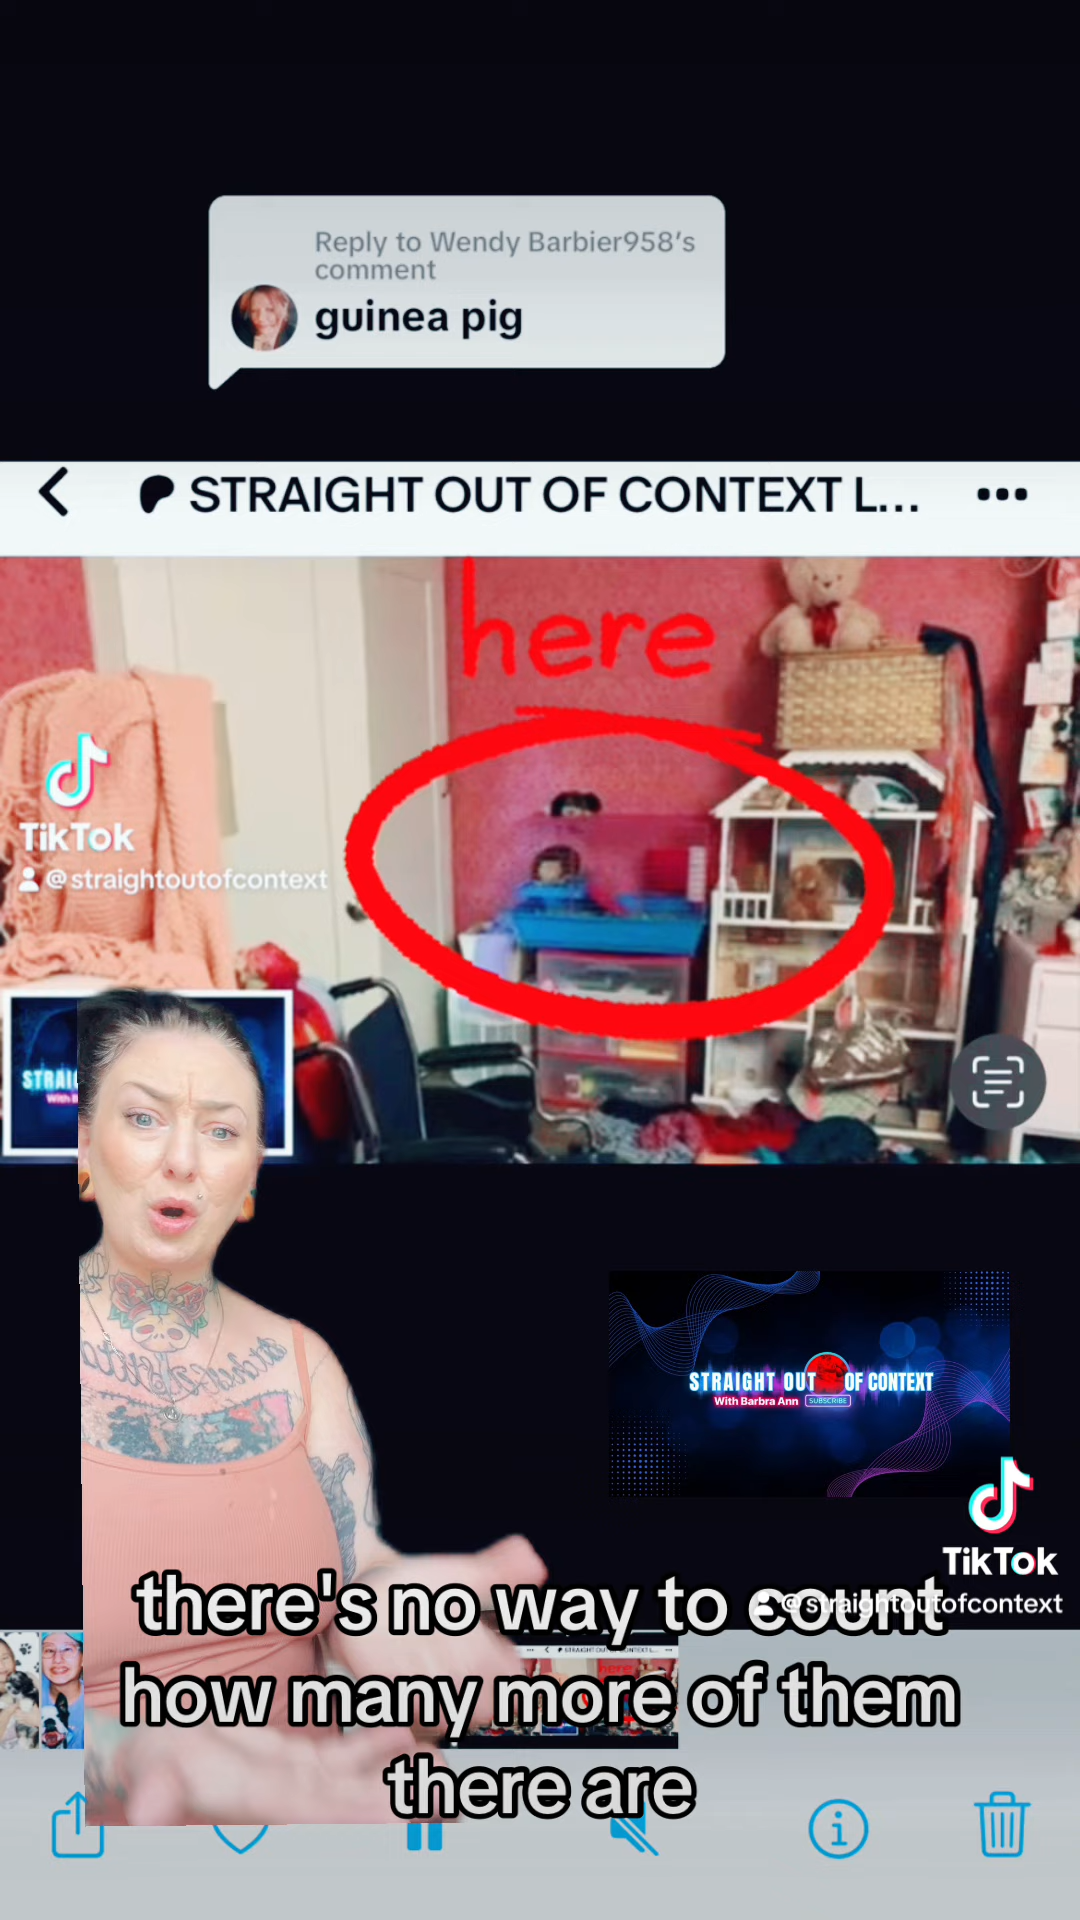 Reply to Wendy Barbier958's
comment
guinea pig
STRAIGHT OUT OF CONTEXT L...
here
TikTok
@straightoutofcontext
STRAIGHT OUT OF CONTEXT
With Barbra Ann SUBSCRIBE
TikTok
@straightoutofcontext
there's no way to count
how many more of them
there are